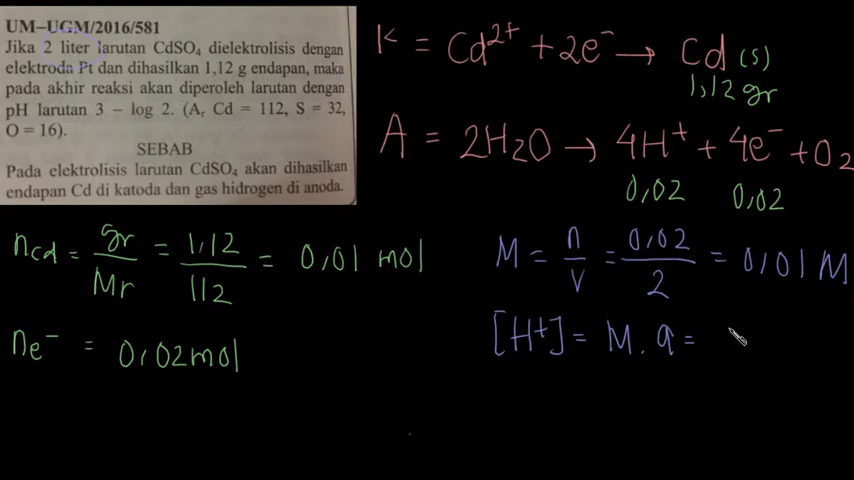 UM–UGM/2016/581
Jika 2 liter larutan CdSO₄ dielektrolisis dengan
elektroda Pt dan dihasilkan 1,12 g endapan, maka
pada akhir reaksi akan diperoleh larutan dengan
pH larutan 3 – log 2. (Aᵣ Cd = 112, S = 32,
O = 16).
SEBAB
Pada elektrolisis larutan CdSO₄ akan dihasilkan
endapan Cd di katoda dan gas hidrogen di anoda.
K = Cd²⁺ + 2e⁻ → Cd (s)
1,12 gr
A = 2H₂O → 4H⁺ + 4e⁻ + O₂
0,02 0,02
nCd = gr/Mr = 1,12/112 = 0,01 mol
ne⁻ = 0,02 mol
M = n/V = 0,02/2 = 0,01 M
[H⁺] = M . a =